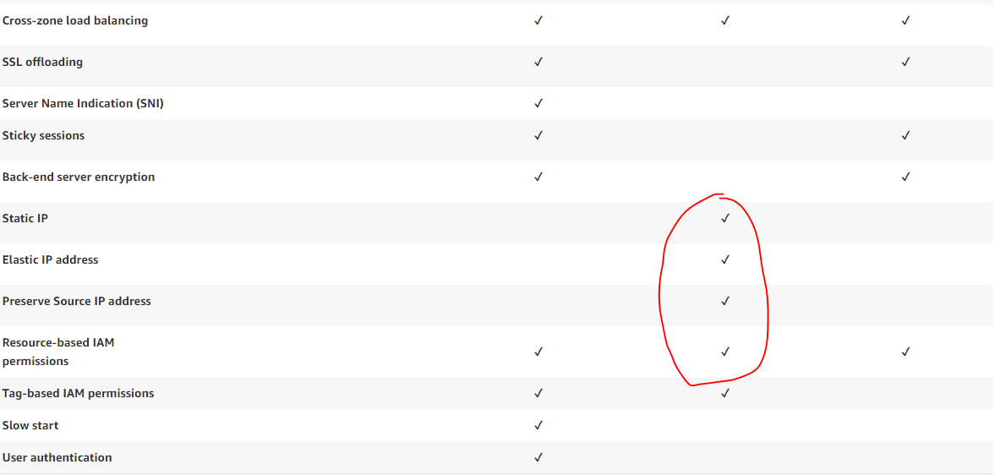 Cross-zone load balancing ✓ ✓ ✓
SSL offloading ✓ ✓
Server Name Indication (SNI) ✓
Sticky sessions ✓ ✓
Back-end server encryption ✓ ✓
Static IP ✓
Elastic IP address ✓
Preserve Source IP address ✓
Resource-based IAM
permissions ✓ ✓ ✓
Tag-based IAM permissions ✓ ✓
Slow start ✓
User authentication ✓